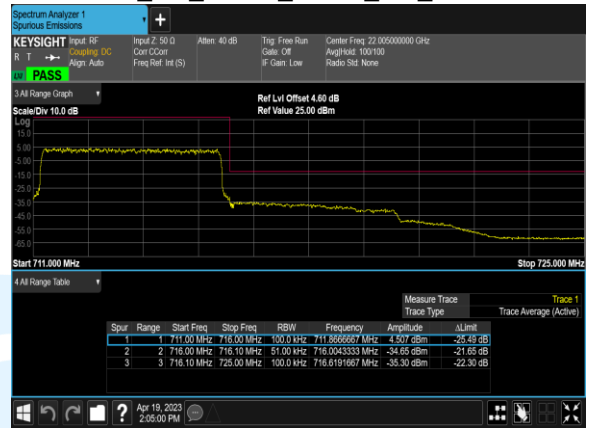 Spectrum Analyzer 1
Spurious Emissions
KEYSIGHT Input: RF Input Z: 50 Ω Atten: 40 dB Trig: Free Run Center Freq: 22.005000000 GHz
R T Coupling: DC Corr CCorr Gate: Off Avg|Hold: 100/100
Align: Auto Freq Ref: Int (S) IF Gain: Low Radio Std: None
PASS
3 All Range Graph
Ref Lvl Offset 4.60 dB
Scale/Div 10.0 dB Ref Value 25.00 dBm
Log
15.0
5.00
-5.00
-15.0
-25.0
-35.0
-45.0
-55.0
-65.0
Start 711.000 MHz Stop 725.000 MHz
4 All Range Table
Measure Trace Trace 1
Trace Type Trace Average (Active)
Spur Range Start Freq Stop Freq RBW Frequency Amplitude ΔLimit
1 1 711.00 MHz 716.00 MHz 100.0 kHz 711.8666667 MHz 4.507 dBm -25.49 dB
2 2 716.00 MHz 716.10 MHz 51.00 kHz 716.0043333 MHz -34.65 dBm -21.65 dB
3 3 716.10 MHz 725.00 MHz 100.0 kHz 716.6191667 MHz -35.30 dBm -22.30 dB
? Apr 19, 2023
2:05:00 PM